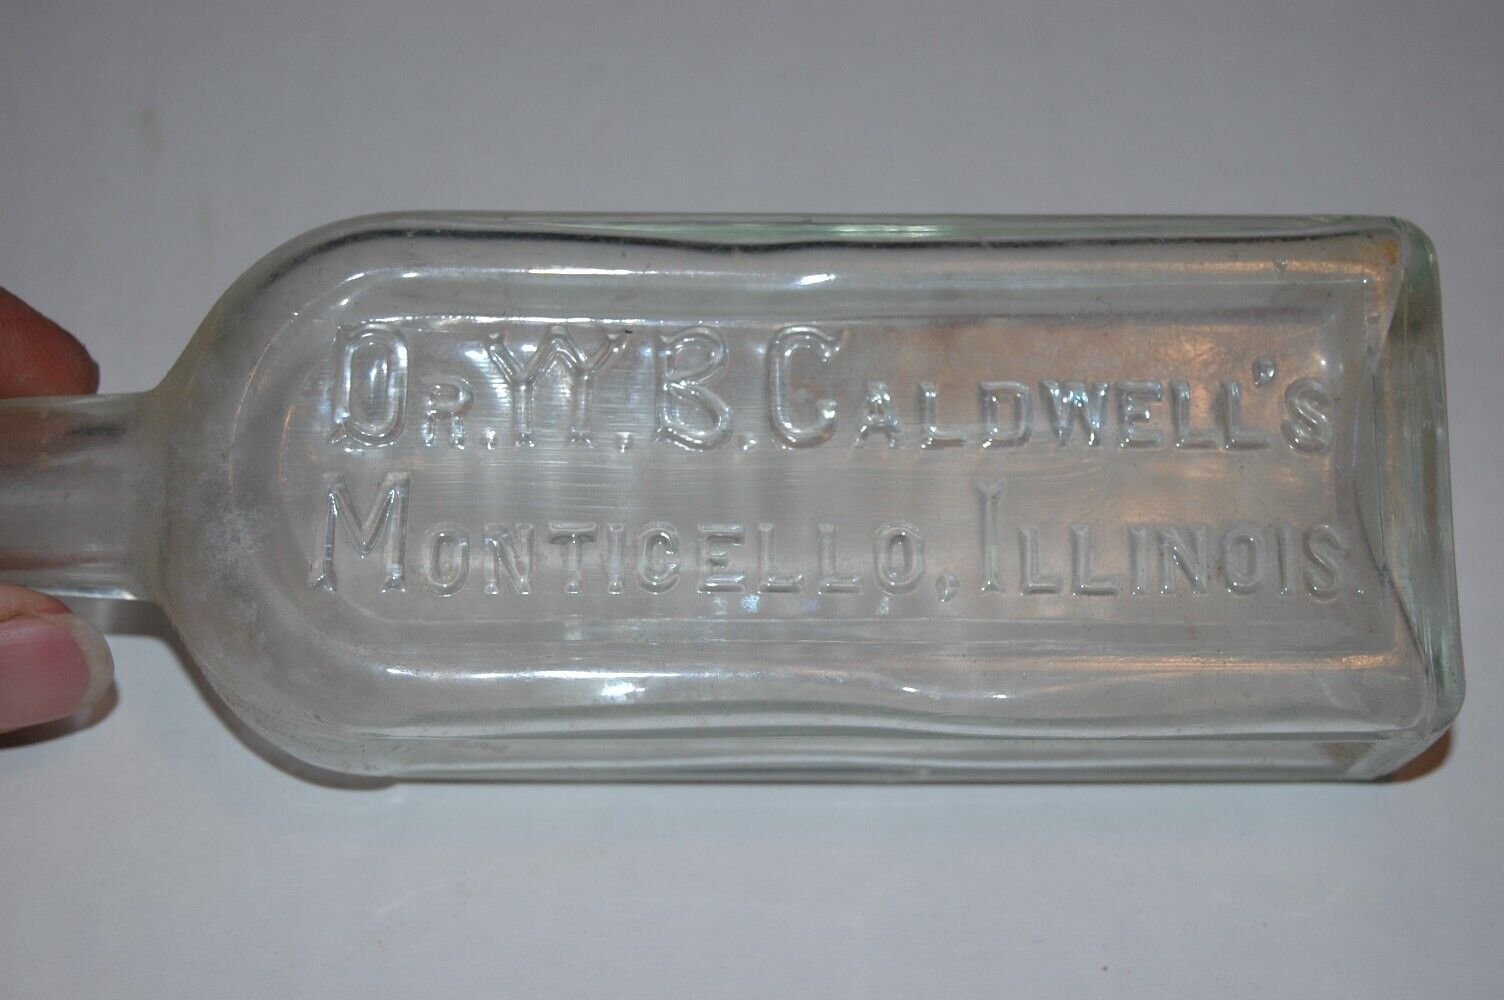 Dr. W. B. Caldwell's
Monticello, Illinois.